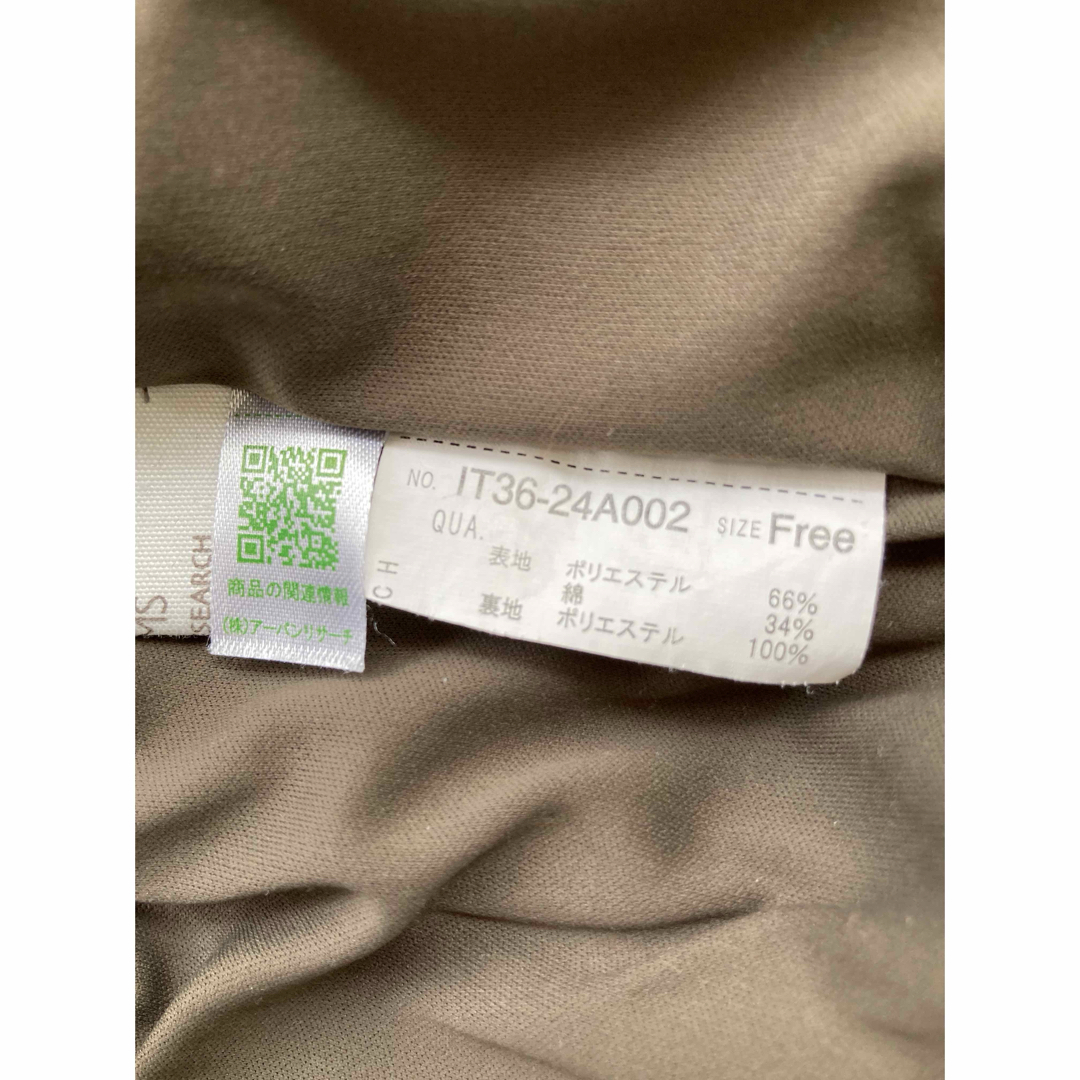 SEARCH
商品の関連情報
(株)アーバンリサーチ
NO. IT36-24A002 SIZE Free
QUA.
表地 ポリエステル 66%
綿 34%
裏地 ポリエステル 100%
CH